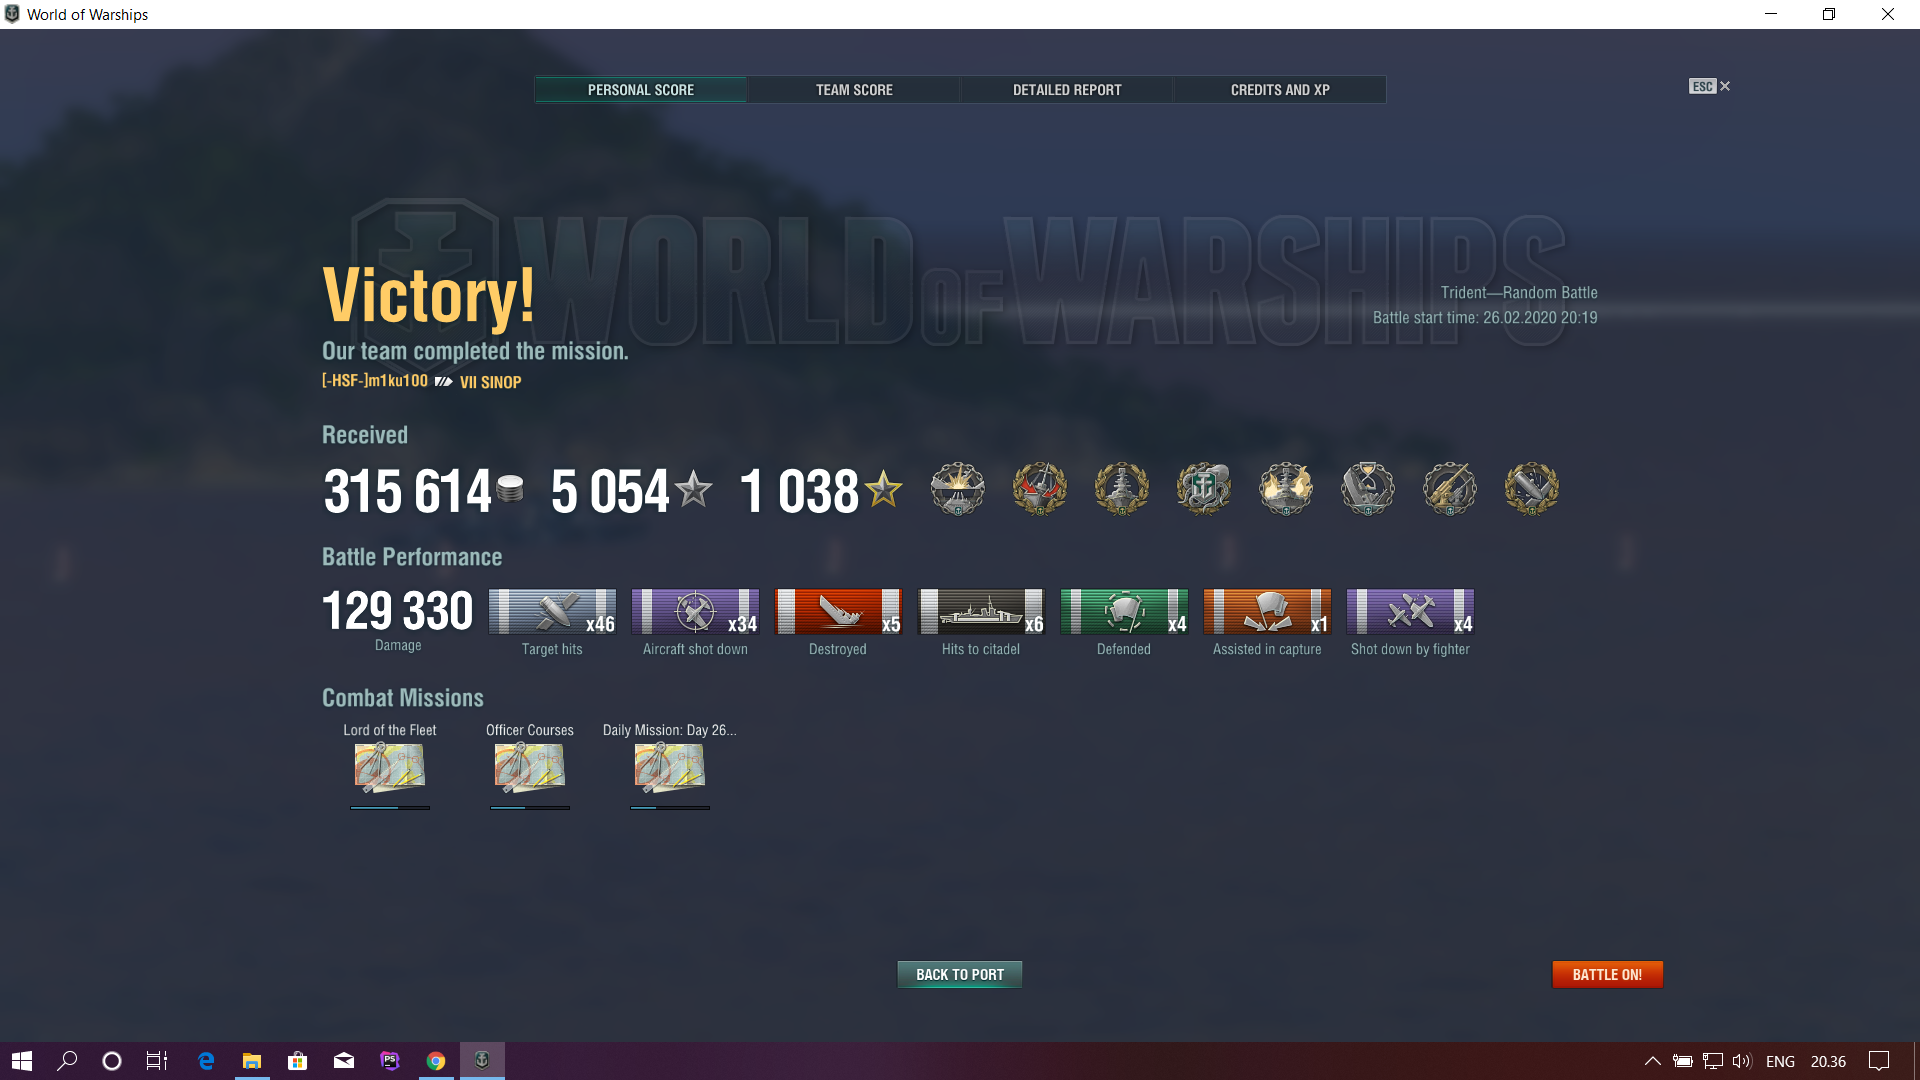 World of Warships
PERSONAL SCORE TEAM SCORE DETAILED REPORT CREDITS AND XP
ESC
WORLD OF WARSHIPS
Victory!
Trident—Random Battle
Battle start time: 26.02.2020 20:19
Our team completed the mission.
[-HSF-]m1ku100 VII SINOP
Received
315 614 5 054 1 038
Battle Performance
129 330 x46 x34 x5 x6 x4 x1 x4
Damage Target hits Aircraft shot down Destroyed Hits to citadel Defended Assisted in capture Shot down by fighter
Combat Missions
Lord of the Fleet Officer Courses Daily Mission: Day 26...
BACK TO PORT BATTLE ON!
PS ENG 20.36